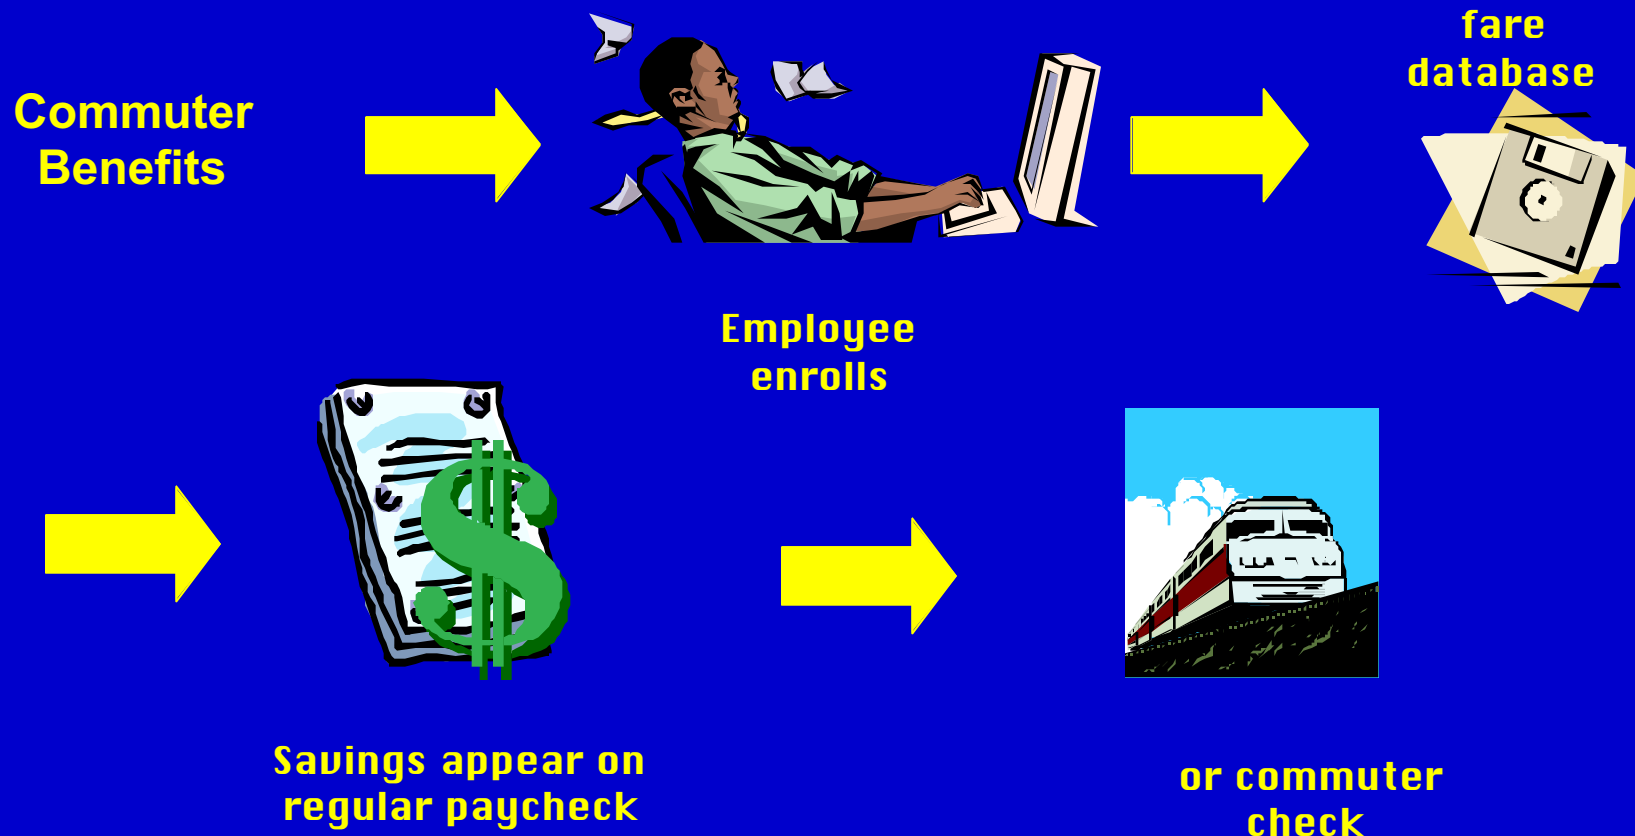 Commuter
Benefits
fare
database
Employee
enrolls
Savings appear on
regular paycheck
or commuter
check